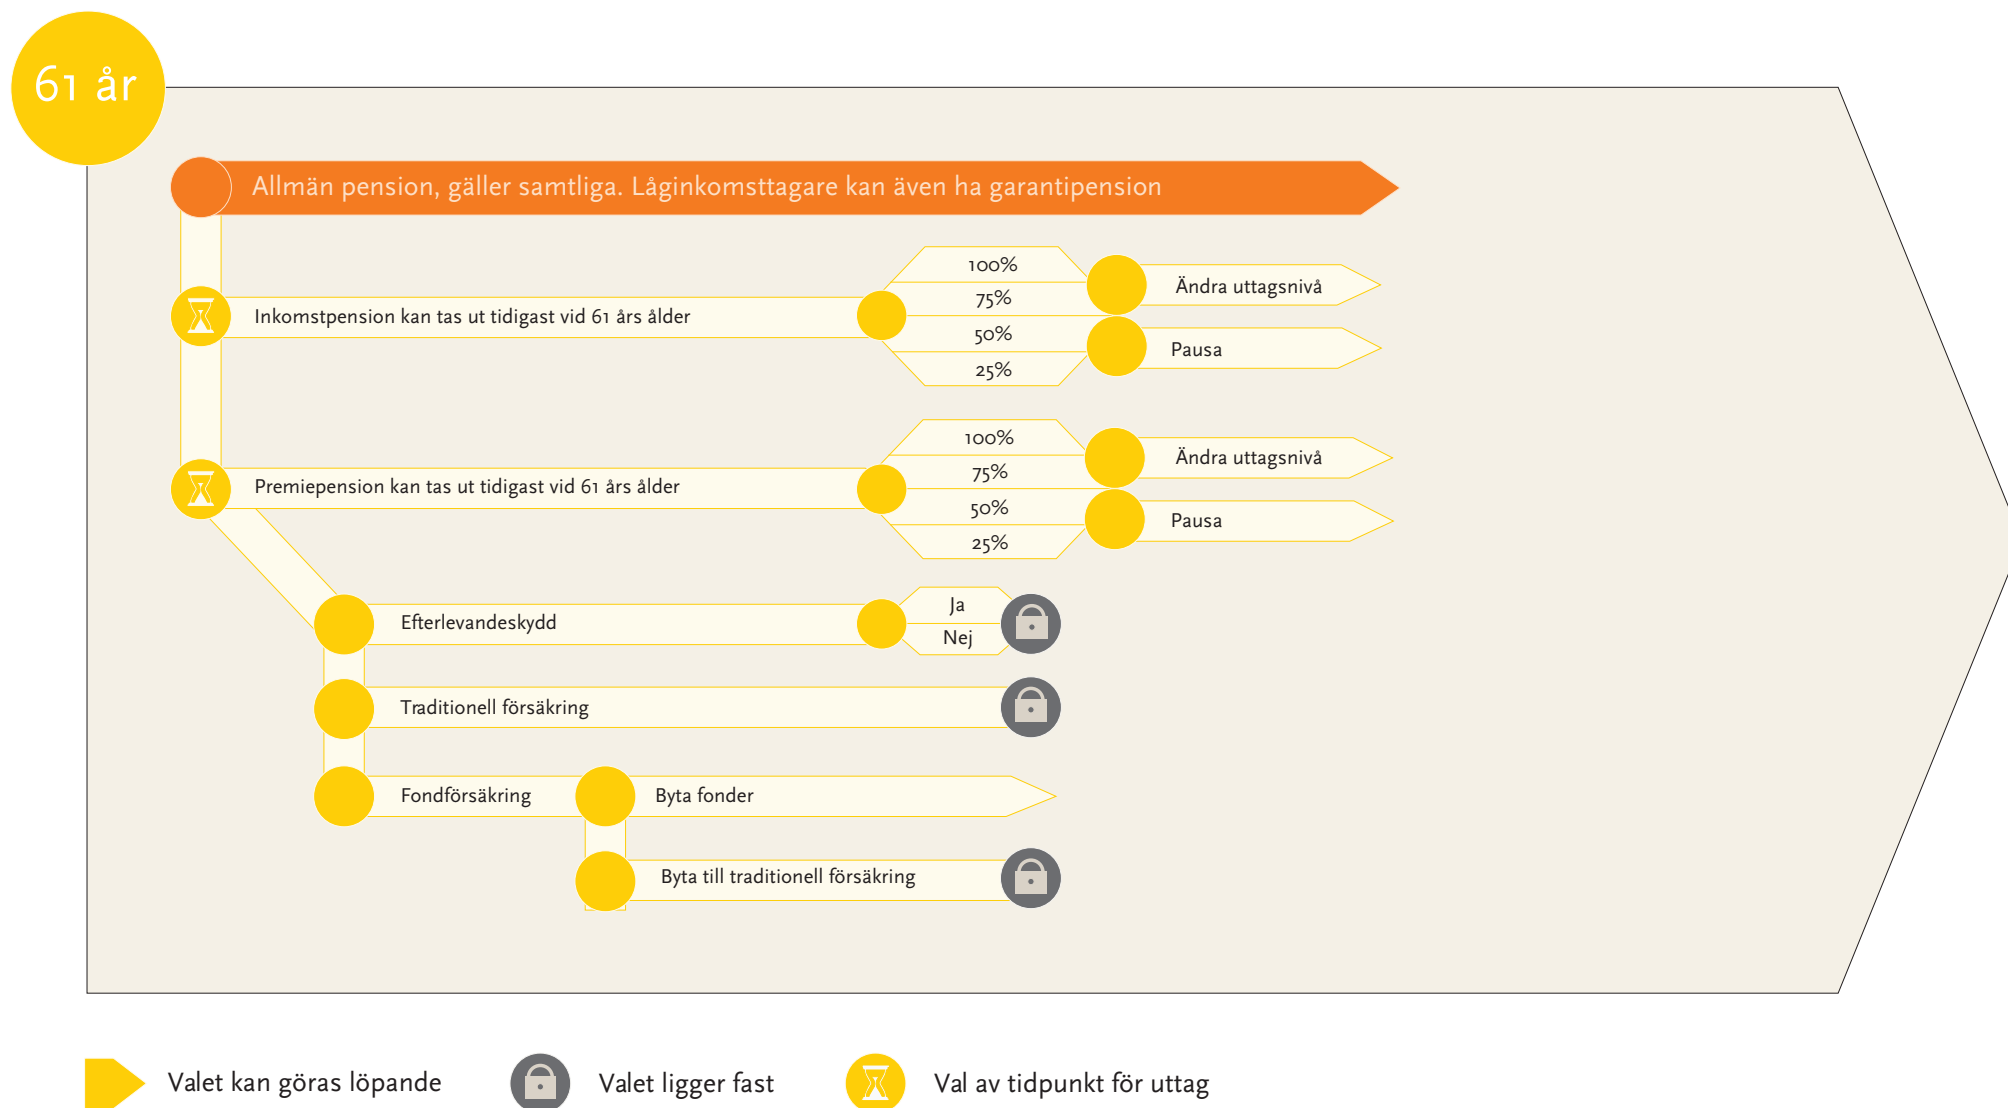 61 år
Allmän pension, gäller samtliga. Låginkomsttagare kan även ha garantipension
Inkomstpension kan tas ut tidigast vid 61 års ålder
100%
75%
50%
25%
Ändra uttagsnivå
Pausa
Premiepension kan tas ut tidigast vid 61 års ålder
100%
75%
50%
25%
Ändra uttagsnivå
Pausa
Efterlevandeskydd
Ja
Nej
Traditionell försäkring
Fondförsäkring
Byta fonder
Byta till traditionell försäkring
Valet kan göras löpande
Valet ligger fast
Val av tidpunkt för uttag